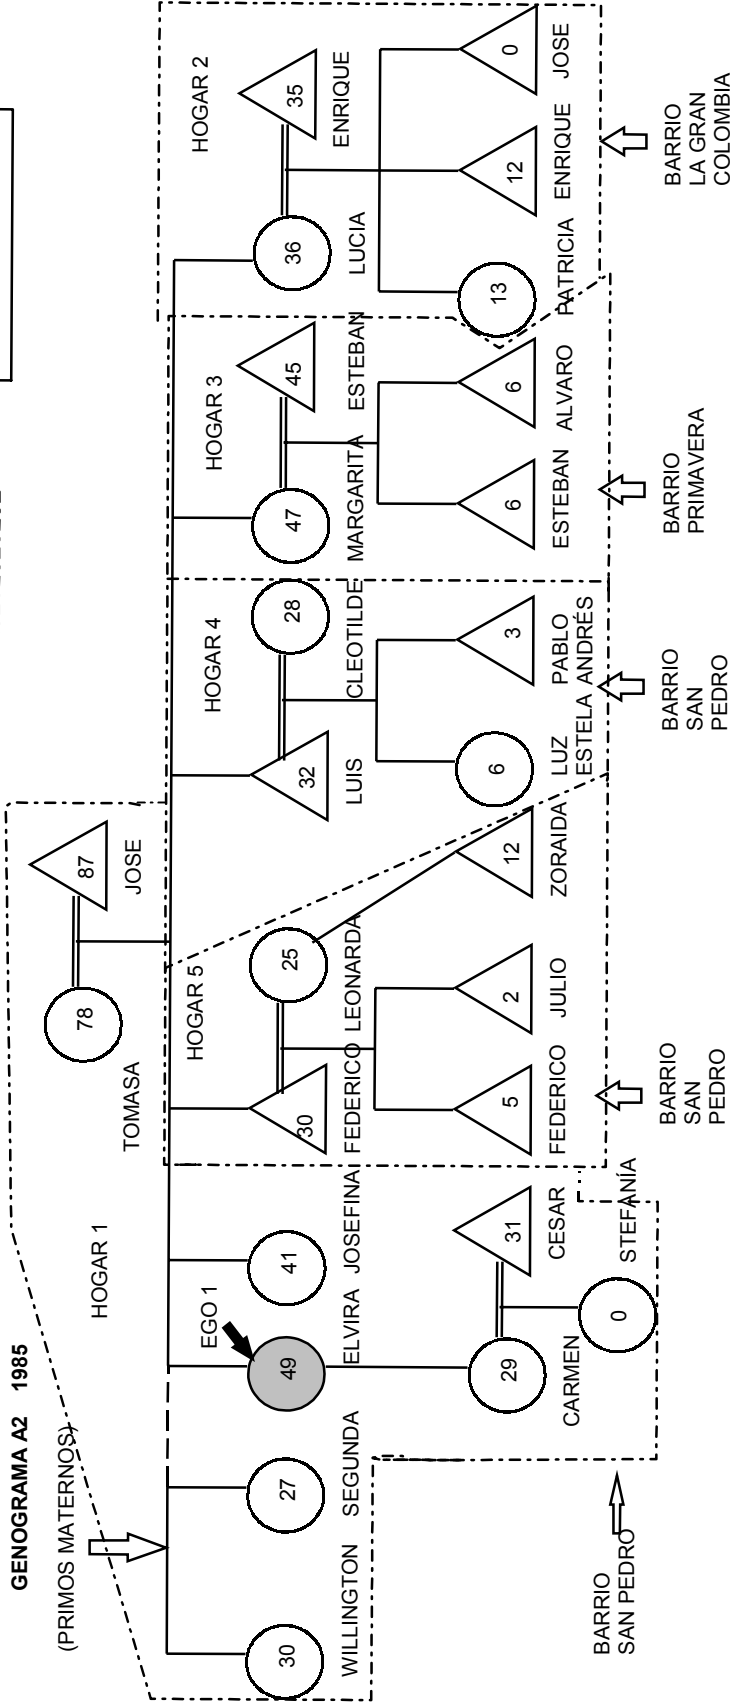 GENOGRAMA A2 1985
(PRIMOS MATERNOS)
HOGAR 1
TOMASA
78
87
JOSE
EGO 1
30
WILLINGTON
27
SEGUNDA
49
ELVIRA
41
JOSEFINA
29
CARMEN
31
CESAR
0
STEFANÍA
BARRIO
SAN PEDRO
HOGAR 5
30
FEDERICO
25
LEONARDA
5
FEDERICO
2
JULIO
12
ZORAIDA
BARRIO
SAN
PEDRO
HOGAR 4
32
LUIS
28
CLEOTILDE
6
LUZ
ESTELA
3
PABLO
ANDRÉS
BARRIO
SAN
PEDRO
HOGAR 3
47
MARGARITA
45
ESTEBAN
6
ESTEBAN
6
ALVARO
BARRIO
PRIMAVERA
HOGAR 2
36
LUCIA
35
ENRIQUE
13
PATRICIA
12
ENRIQUE
0
JOSE
BARRIO
LA GRAN
COLOMBIA